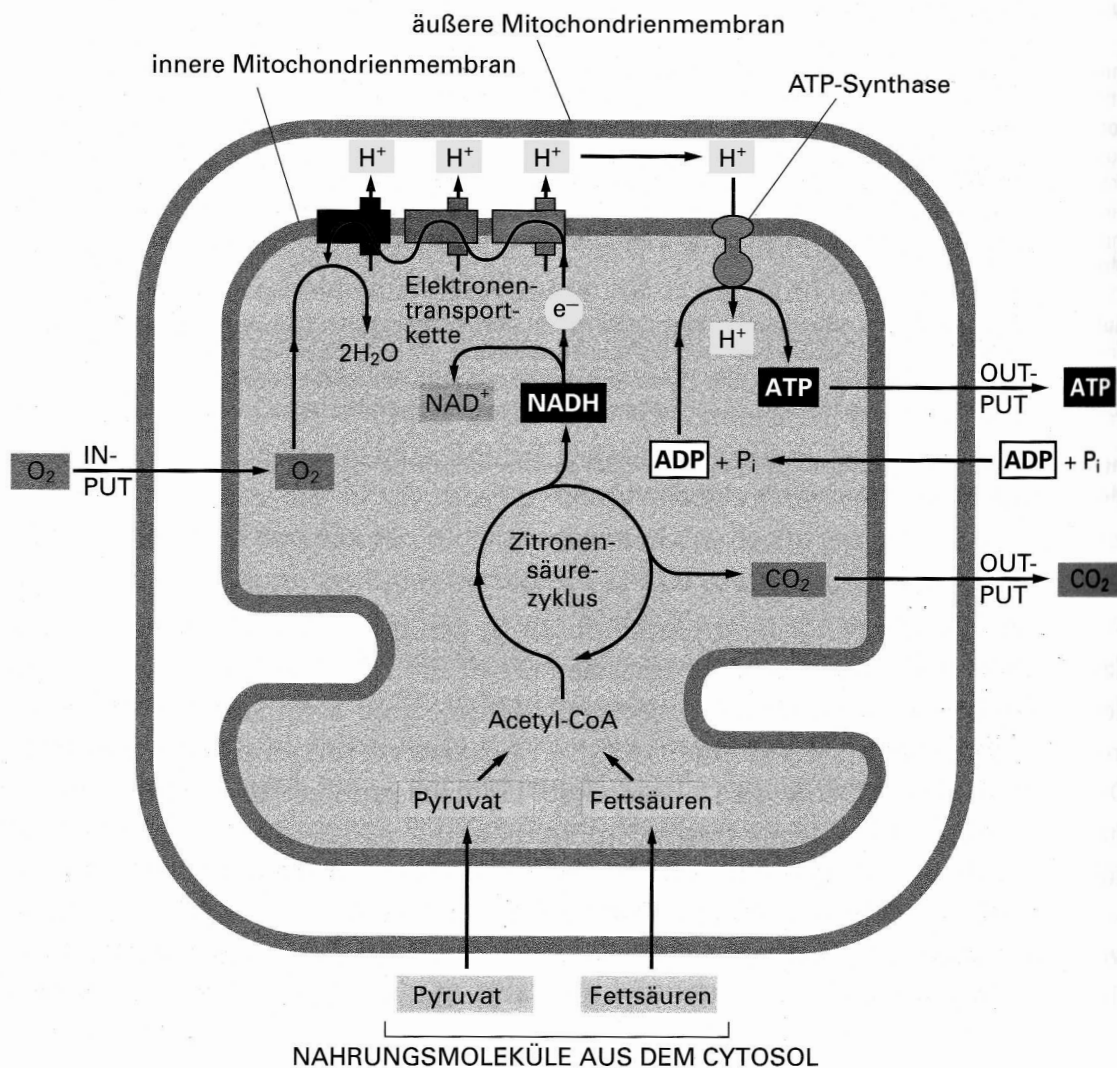 äußere Mitochondrienmembran
innere Mitochondrienmembran
ATP-Synthase
H⁺
H⁺
H⁺
H⁺
Elektronen-
transport-
kette
e⁻
H⁺
2H₂O
NAD⁺
NADH
ATP
OUT-
PUT
ATP
O₂
IN-
PUT
O₂
ADP + Pᵢ
ADP + Pᵢ
Zitronen-
säure-
zyklus
CO₂
OUT-
PUT
CO₂
Acetyl-CoA
Pyruvat
Fettsäuren
Pyruvat
Fettsäuren
NAHRUNGSMOLEKÜLE AUS DEM CYTOSOL